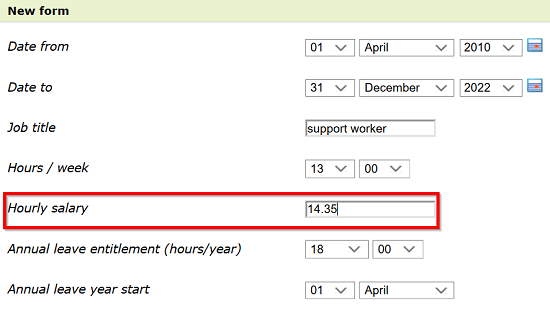 New form
Date from 01 April 2010
Date to 31 December 2022
Job title support worker
Hours / week 13 00
Hourly salary 14.35
Annual leave entitlement (hours/year) 18 00
Annual leave year start 01 April